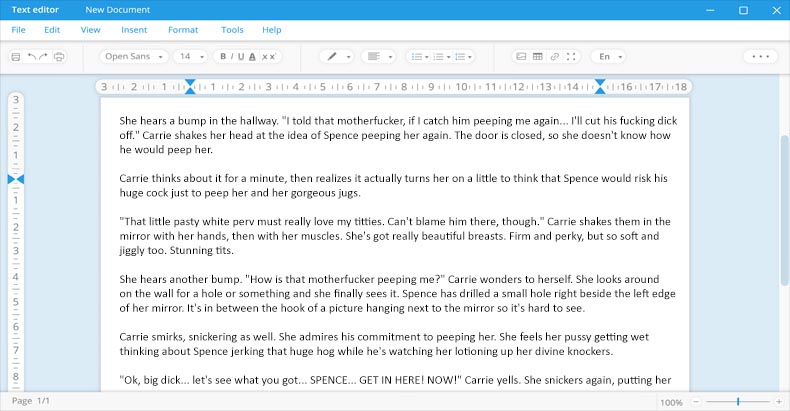 Text editor New Document
File Edit View Insert Format Tools Help
Open Sans 14 B I U A x x² En
3 2 1 1 2 3 4 5 6 7 8 9 10 11 12 13 14 15 16 17 18
3
2
1
1
2
3
4
5
6
7
8
She hears a bump in the hallway. "I told that motherfucker, if I catch him peeping me again... I'll cut his fucking dick
off." Carrie shakes her head at the idea of Spence peeping her again. The door is closed, so she doesn't know how
he would peep her.
Carrie thinks about it for a minute, then realizes it actually turns her on a little to think that Spence would risk his
huge cock just to peep her and her gorgeous jugs.
"That little pasty white perv must really love my titties. Can't blame him there, though." Carrie shakes them in the
mirror with her hands, then with her muscles. She's got really beautiful breasts. Firm and perky, but so soft and
jiggly too. Stunning tits.
She hears another bump. "How is that motherfucker peeping me?" Carrie wonders to herself. She looks around
on the wall for a hole or something and she finally sees it. Spence has drilled a small hole right beside the left edge
of her mirror. It's in between the hook of a picture hanging next to the mirror so it's hard to see.
Carrie smirks, snickering as well. She admires his commitment to peeping her. She feels her pussy getting wet
thinking about Spence jerking that huge hog while he's watching her lotioning up her divine knockers.
"Ok, big dick... let's see what you got... SPENCE... GET IN HERE! NOW!" Carrie yells. She snickers again, putting her
Page 1/1 100%